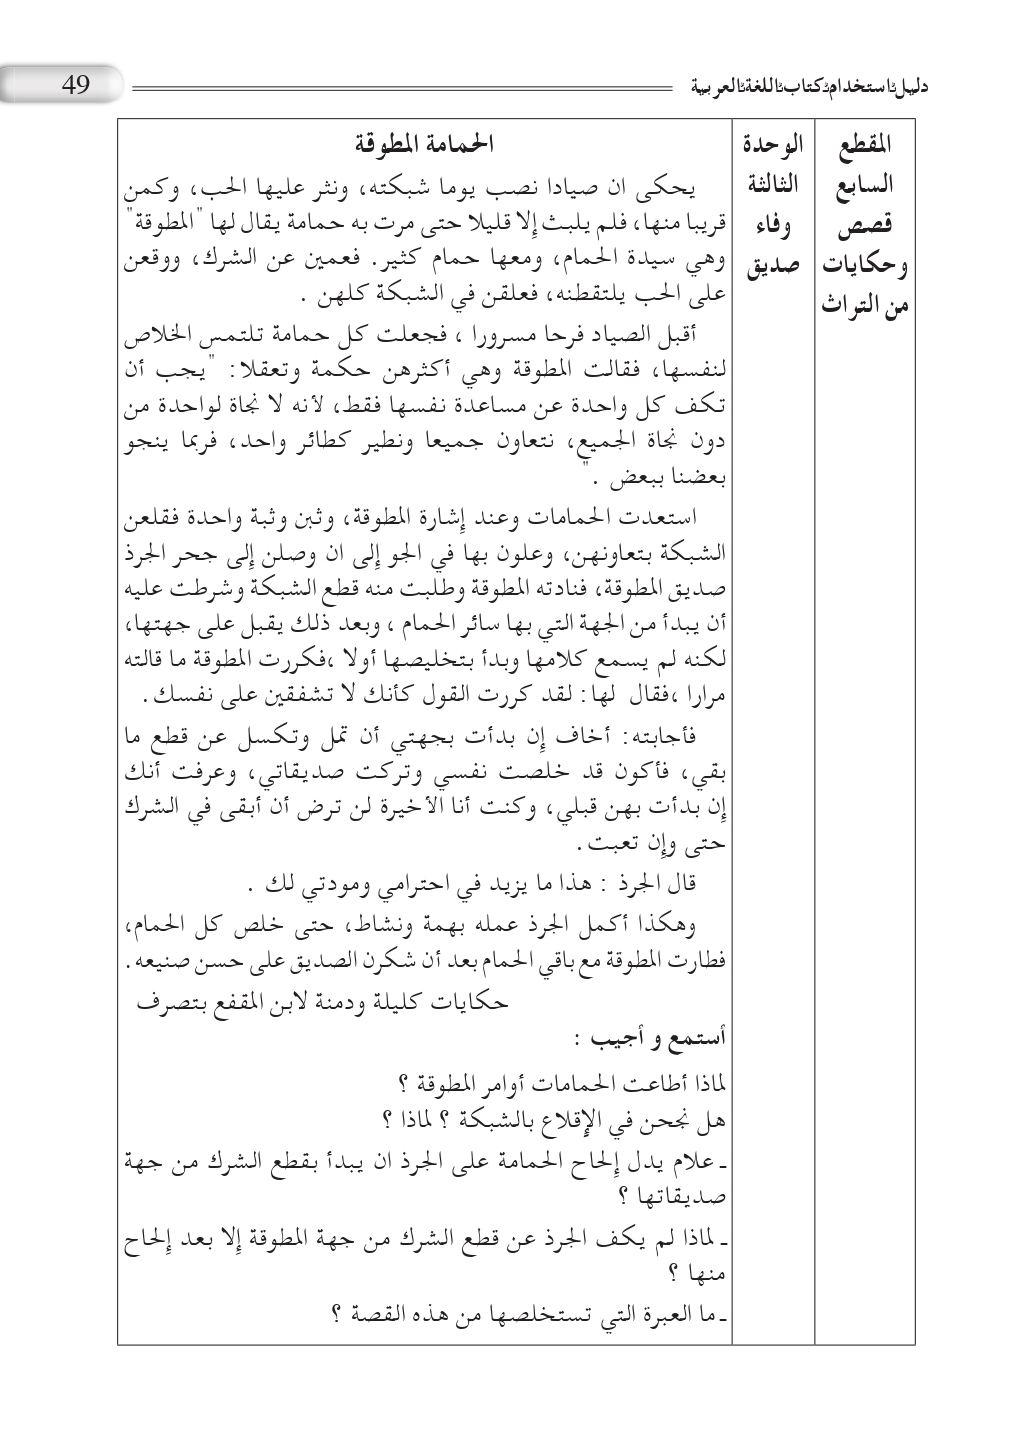 دليل استخدام كتاب اللغة العربية
49
المقطع
السابع
قصص
وحكايات
من التراث
الوحدة
الثالثة
وفاء
صديق
الحمامة المطوقة
يحكى ان صيادا نصب يوما شبكته، ونثر عليها الحب، وكمن
قريبا منها، فلم يلبث إلا قليلا حتى مرت به حمامة يقال لها "المطوقة"
وهي سيدة الحمام، ومعها حمام كثير. فعمين عن الشرك، ووقعن
على الحب يلتقطنه، فعلقن في الشبكة كلهن .
أقبل الصياد فرحا مسرورا ، فجعلت كل حمامة تلتمس الخلاص
لنفسها، فقالت المطوقة وهي أكثرهن حكمة وتعقلا: "يجب أن
تكف كل واحدة عن مساعدة نفسها فقط، لأنه لا نجاة لواحدة من
دون نجاة الجميع، نتعاون جميعا ونطير كطائر واحد، فربما ينجو
بعضنا ببعض ."
استعدت الحمامات وعند إشارة المطوقة، وثبن وثبة واحدة فقلعن
الشبكة بتعاونهن، وعلون بها في الجو إلى ان وصلن إلى جحر الجرذ
صديق المطوقة، فنادته المطوقة وطلبت منه قطع الشبكة وشرطت عليه
أن يبدأ من الجهة التي بها سائر الحمام ، وبعد ذلك يقبل على جهتها،
لكنه لم يسمع كلامها وبدأ بتخليصها أولا ،فكررت المطوقة ما قالته
مرارا ،فقال لها: لقد كررت القول كأنك لا تشفقين على نفسك.
فأجابته: أخاف إن بدأت بجهتي أن تمل وتكسل عن قطع ما
بقي، فأكون قد خلصت نفسي وتركت صديقاتي، وعرفت أنك
إن بدأت بهن قبلي، وكنت أنا الأخيرة لن ترض أن أبقى في الشرك
حتى وإن تعبت.
قال الجرذ : هذا ما يزيد في احترامي ومودتي لك .
وهكذا أكمل الجرذ عمله بهمة ونشاط، حتى خلص كل الحمام،
فطارت المطوقة مع باقي الحمام بعد أن شكرن الصديق على حسن صنيعه.
حكايات كليلة ودمنة لابن المقفع بتصرف
أستمع و أجيب :
لماذا أطاعت الحمامات أوامر المطوقة ؟
هل نجحن في الإقلاع بالشبكة ؟ لماذا ؟
ـ علام يدل إلحاح الحمامة على الجرذ ان يبدأ بقطع الشرك من جهة
صديقاتها ؟
ـ لماذا لم يكف الجرذ عن قطع الشرك من جهة المطوقة إلا بعد إلحاح
منها ؟
ـ ما العبرة التي تستخلصها من هذه القصة ؟